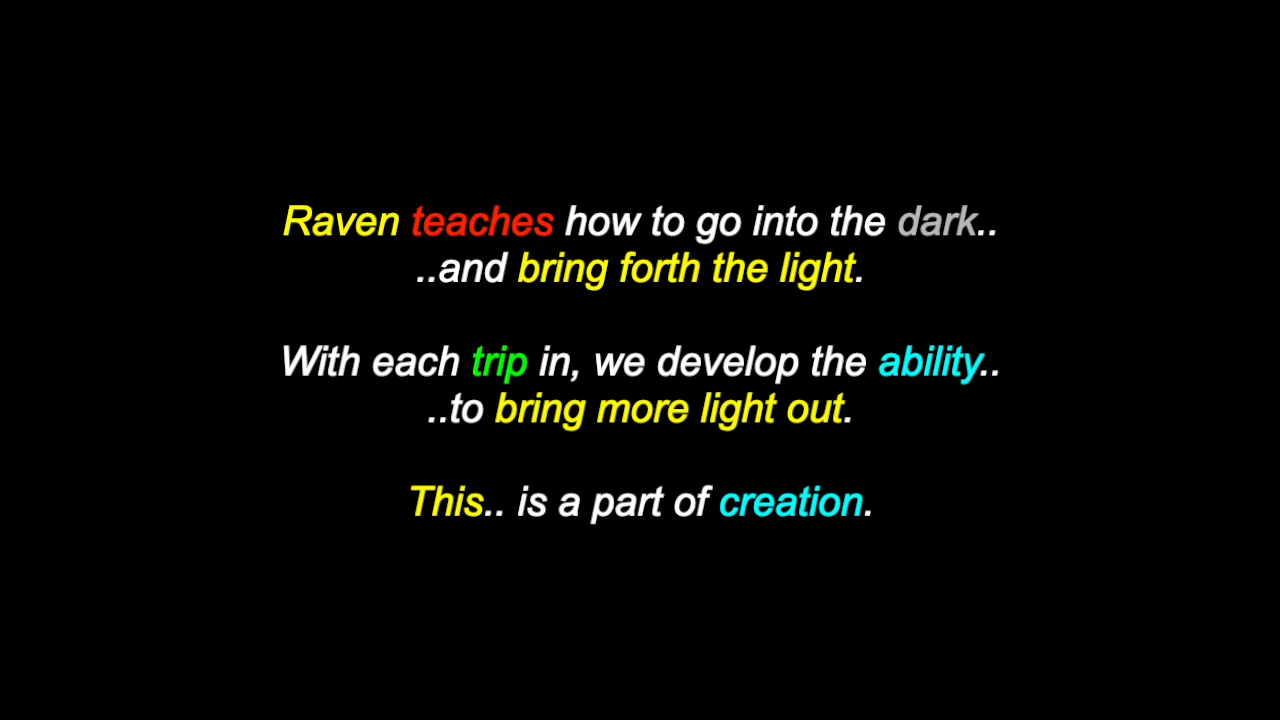 Raven teaches how to go into the dark..
..and bring forth the light.
With each trip in, we develop the ability..
..to bring more light out.
This.. is a part of creation.